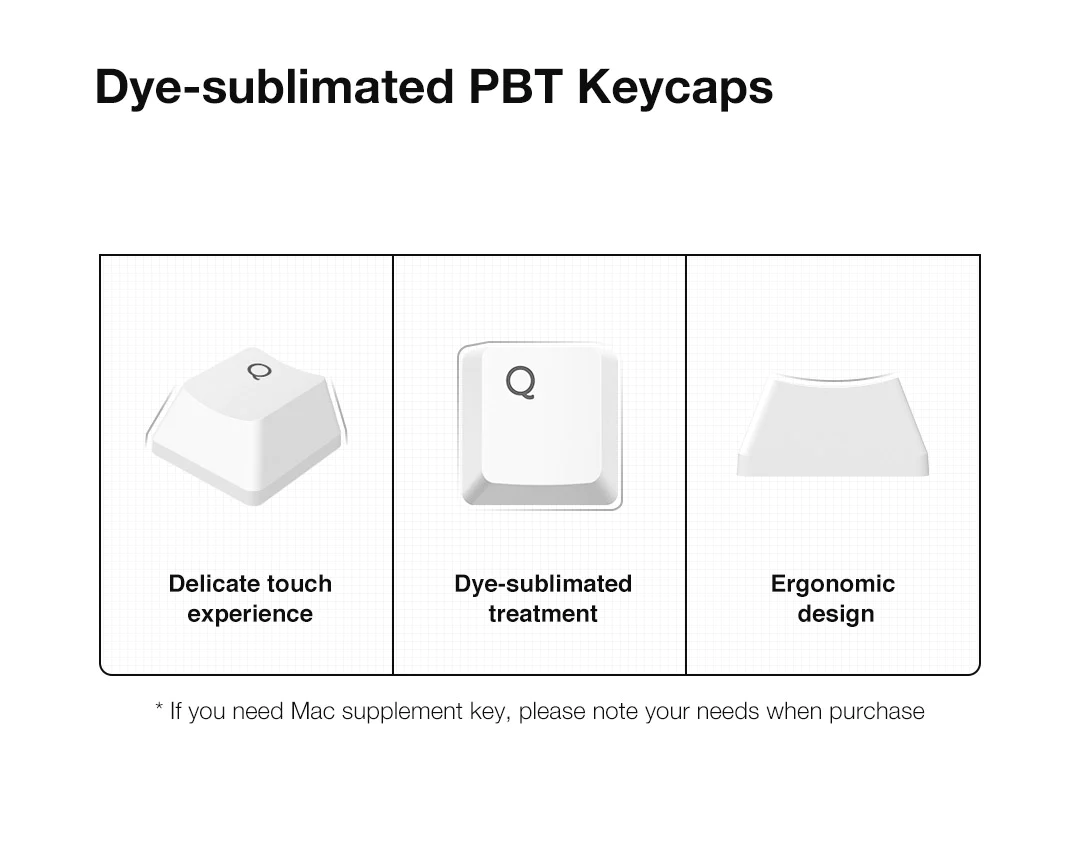 Dye-sublimated PBT Keycaps
Q
Q
Delicate touch
experience
Dye-sublimated
treatment
Ergonomic
design
* If you need Mac supplement key, please note your needs when purchase